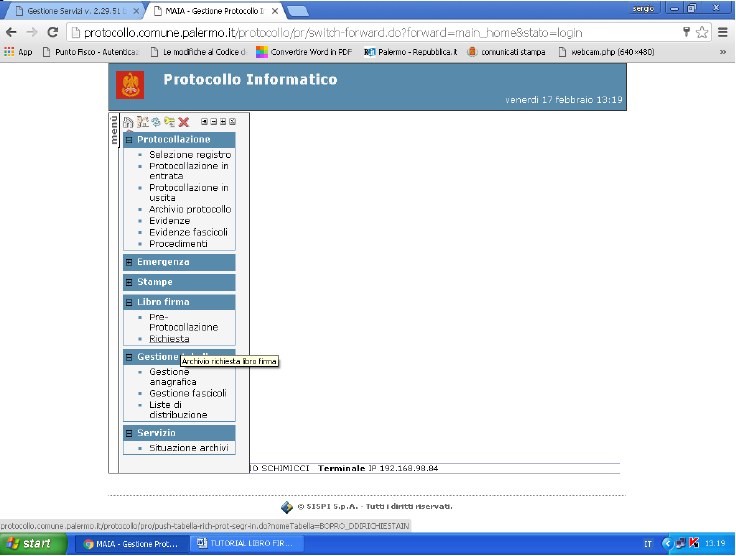 Gestione Servizi v. 2.29.51
MAIA - Gestione Protocollo I
sergio
protocollo.comune.palermo.it/protocollo/pr/switch-forward.do?forward=main_home&stato=login
App
Punto Fisco - Autentica
Le modifiche al Codice d
Convertire Word in PDF
Palermo - Repubblica.it
comunicati stampa
webcam.php (640×480)
»
Protocollo Informatico
venerdì 17 febbraio 13:19
menù
Protocollazione
Selezione registro
Protocollazione in
entrata
Protocollazione in
uscita
Archivio protocollo
Evidenze
Evidenze fascicoli
Procedimenti
Emergenza
Stampe
Libro firma
Pre-
Protocollazione
Richiesta
Gestione
Archivio richiesta libro firma
Gestione
anagrafica
Gestione fascicoli
Liste di
distribuzione
Servizio
Situazione archivi
IO SCHIMICCI Terminale IP 192.168.98.84
© SISPI S.p.A. - Tutti i diritti riservati.
protocollo.comune.palermo.it/protocollo/pro/push-tabella-rich-prot-segr-in.do?nomeTabella=BOPRO_DDIRICHIESTAIN
start
MAIA - Gestione Prot...
TUTORIAL LIBRO FIR...
IT
13.19